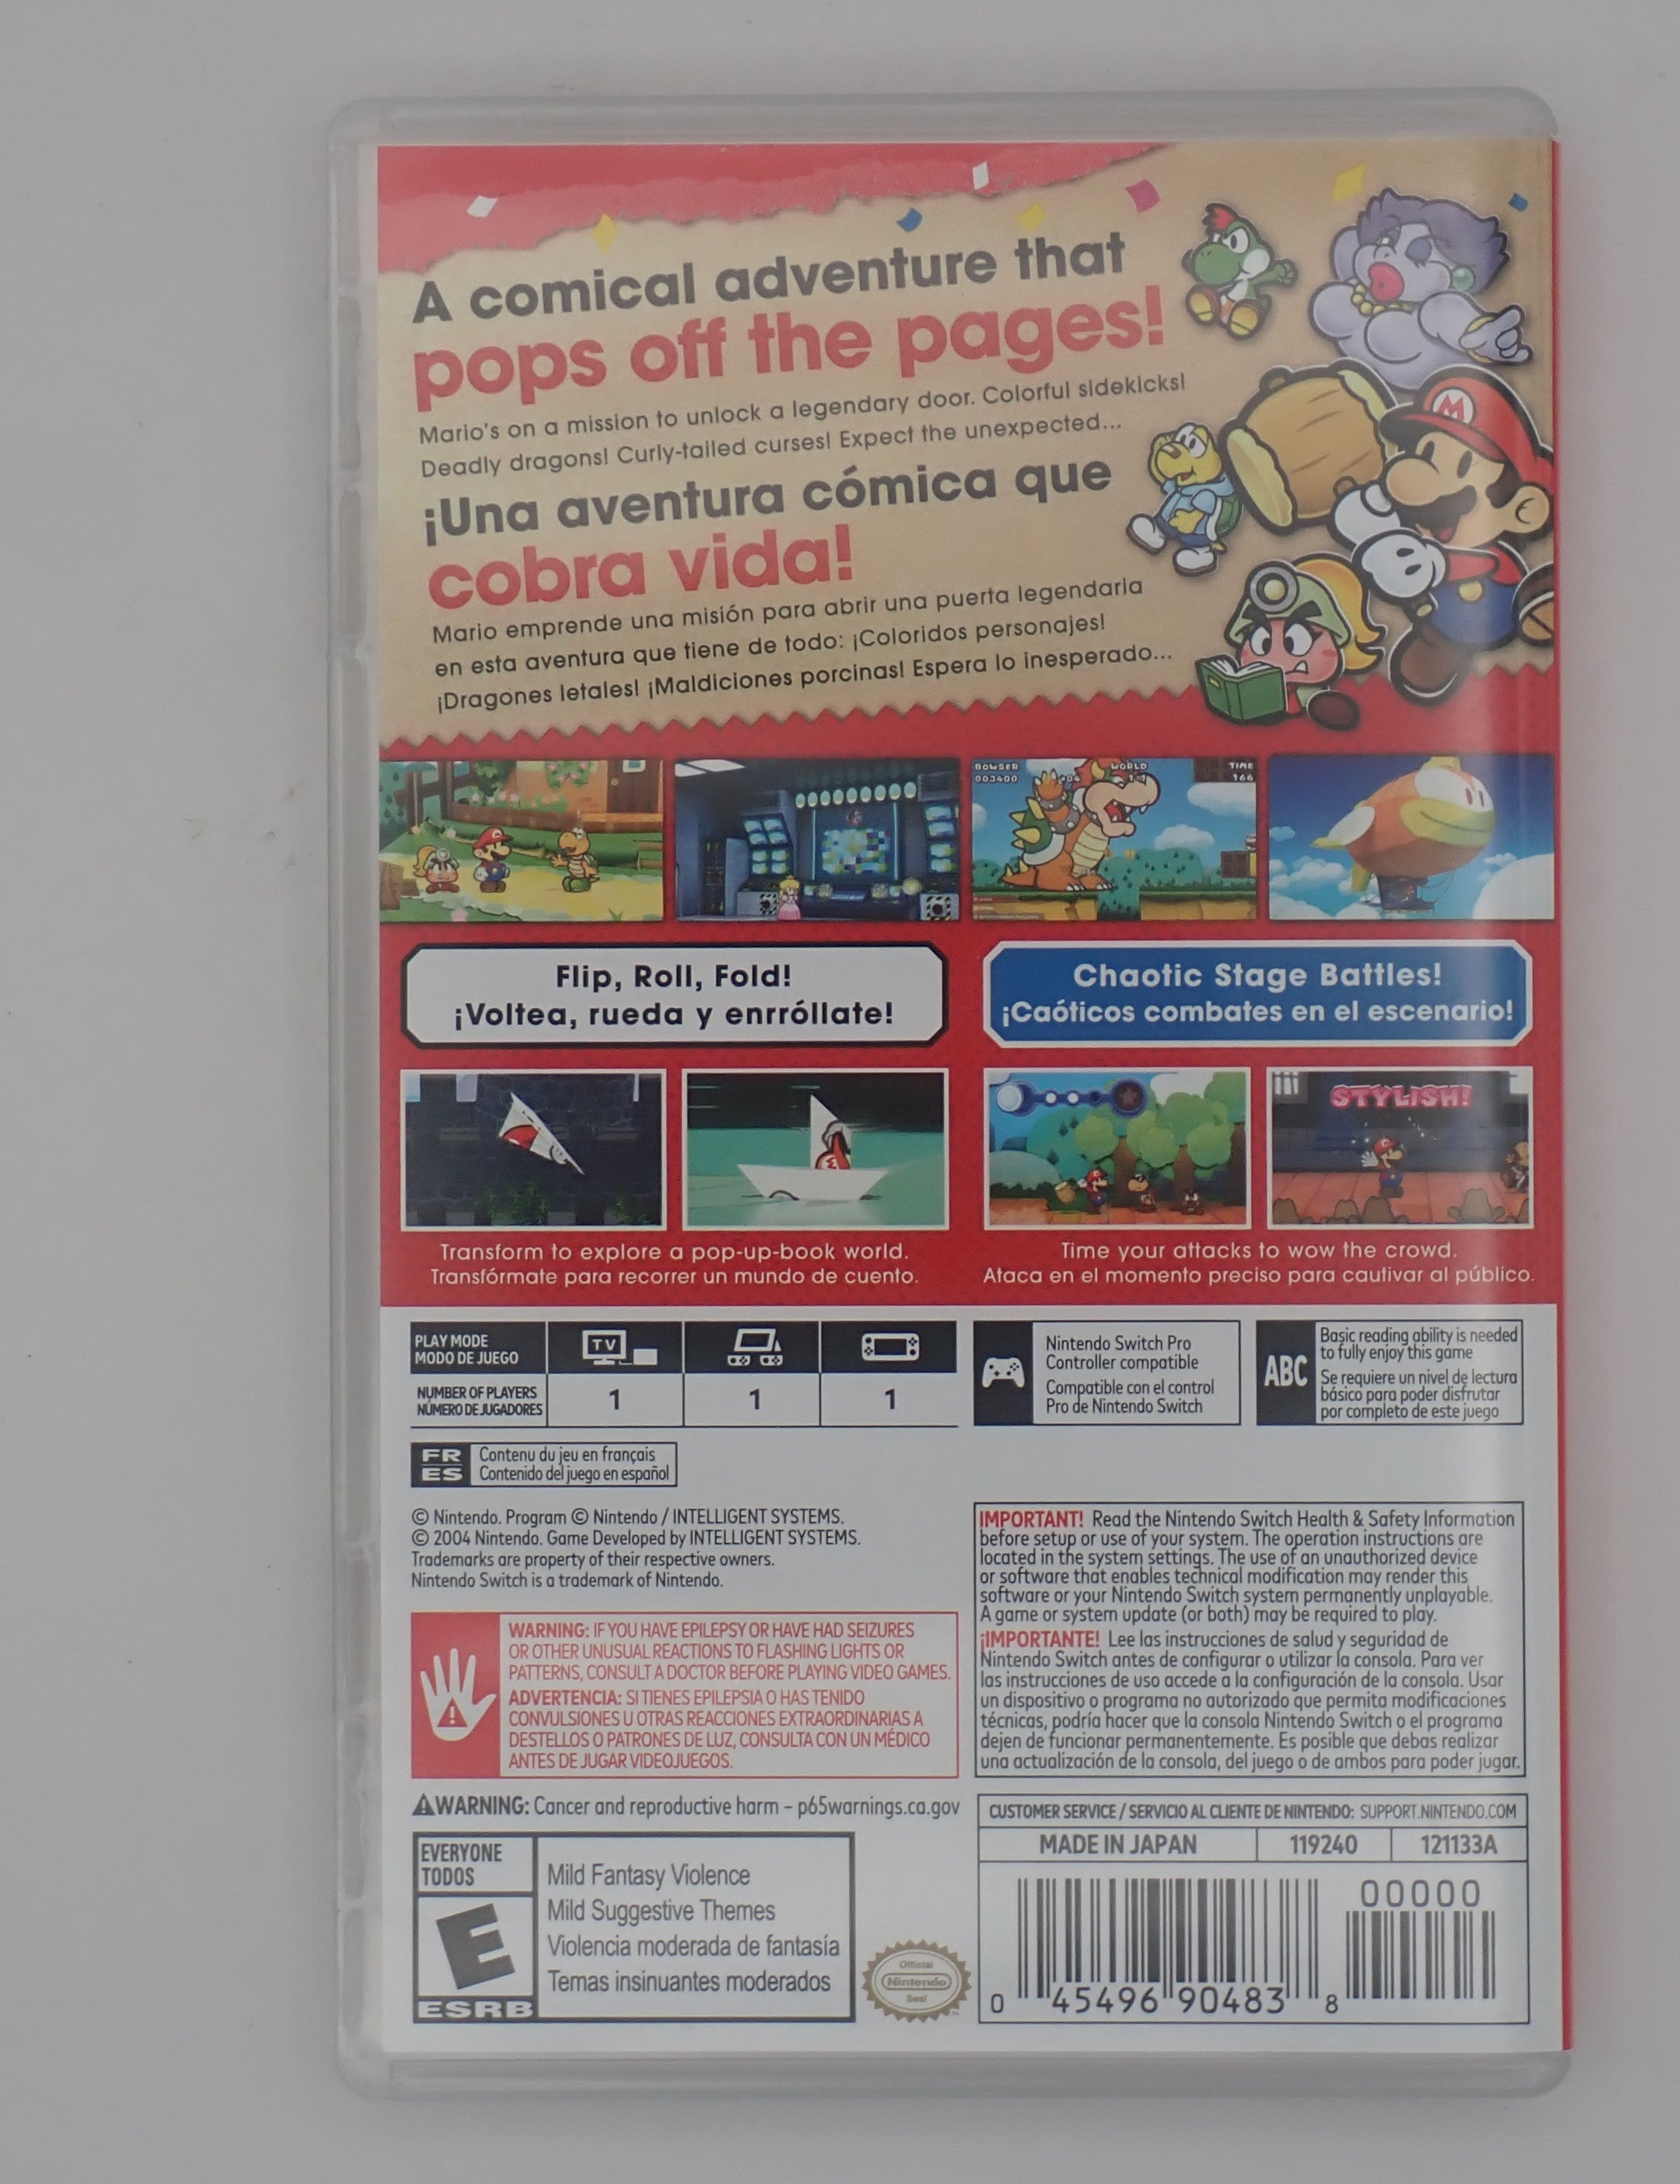 A comical adventure that
pops off the pages!
Mario's on a mission to unlock a legendary door. Colorful sidekicks!
Deadly dragons! Curly-tailed curses! Expect the unexpected...
¡Una aventura cómica que
cobra vida!
Mario emprende una misión para abrir una puerta legendaria
en esta aventura que tiene de todo: ¡Coloridos personajes!
¡Dragones letales! ¡Maldiciones porcinas! Espera lo inesperado...
M
BOWSER WORLD TIME
003400 04 1-1 166
Flip, Roll, Fold!
¡Voltea, rueda y enrróllate!
Chaotic Stage Battles!
¡Caóticos combates en el escenario!
STYLISH!
Transform to explore a pop-up-book world.
Transfórmate para recorrer un mundo de cuento.
Time your attacks to wow the crowd.
Ataca en el momento preciso para cautivar al público.
PLAY MODE
MODO DE JUEGO
TV
NUMBER OF PLAYERS
NÚMERO DE JUGADORES
1 1 1
Nintendo Switch Pro
Controller compatible
Compatible con el control
Pro de Nintendo Switch
ABC
Basic reading ability is needed
to fully enjoy this game
Se requiere un nivel de lectura
básico para poder disfrutar
por completo de este juego
FR Contenu du jeu en français
ES Contenido del juego en español
© Nintendo. Program © Nintendo / INTELLIGENT SYSTEMS.
© 2004 Nintendo. Game Developed by INTELLIGENT SYSTEMS.
Trademarks are property of their respective owners.
Nintendo Switch is a trademark of Nintendo.
WARNING: IF YOU HAVE EPILEPSY OR HAVE HAD SEIZURES
OR OTHER UNUSUAL REACTIONS TO FLASHING LIGHTS OR
PATTERNS, CONSULT A DOCTOR BEFORE PLAYING VIDEO GAMES.
ADVERTENCIA: SI TIENES EPILEPSIA O HAS TENIDO
CONVULSIONES U OTRAS REACCIONES EXTRAORDINARIAS A
DESTELLOS O PATRONES DE LUZ, CONSULTA CON UN MÉDICO
ANTES DE JUGAR VIDEOJUEGOS.
IMPORTANT! Read the Nintendo Switch Health & Safety Information
before setup or use of your system. The operation instructions are
located in the system settings. The use of an unauthorized device
or software that enables technical modification may render this
software or your Nintendo Switch system permanently unplayable.
A game or system update (or both) may be required to play.
¡IMPORTANTE! Lee las instrucciones de salud y seguridad de
Nintendo Switch antes de configurar o utilizar la consola. Para ver
las instrucciones de uso accede a la configuración de la consola. Usar
un dispositivo o programa no autorizado que permita modificaciones
técnicas, podría hacer que la consola Nintendo Switch o el programa
dejen de funcionar permanentemente. Es posible que debas realizar
una actualización de la consola, del juego o de ambos para poder jugar.
WARNING: Cancer and reproductive harm – p65warnings.ca.gov
EVERYONE
TODOS
E
ESRB
Mild Fantasy Violence
Mild Suggestive Themes
Violencia moderada de fantasía
Temas insinuantes moderados
Official
Nintendo
Seal
CUSTOMER SERVICE / SERVICIO AL CLIENTE DE NINTENDO: SUPPORT.NINTENDO.COM
MADE IN JAPAN 119240 121133A
00000
0 45496 90483 8